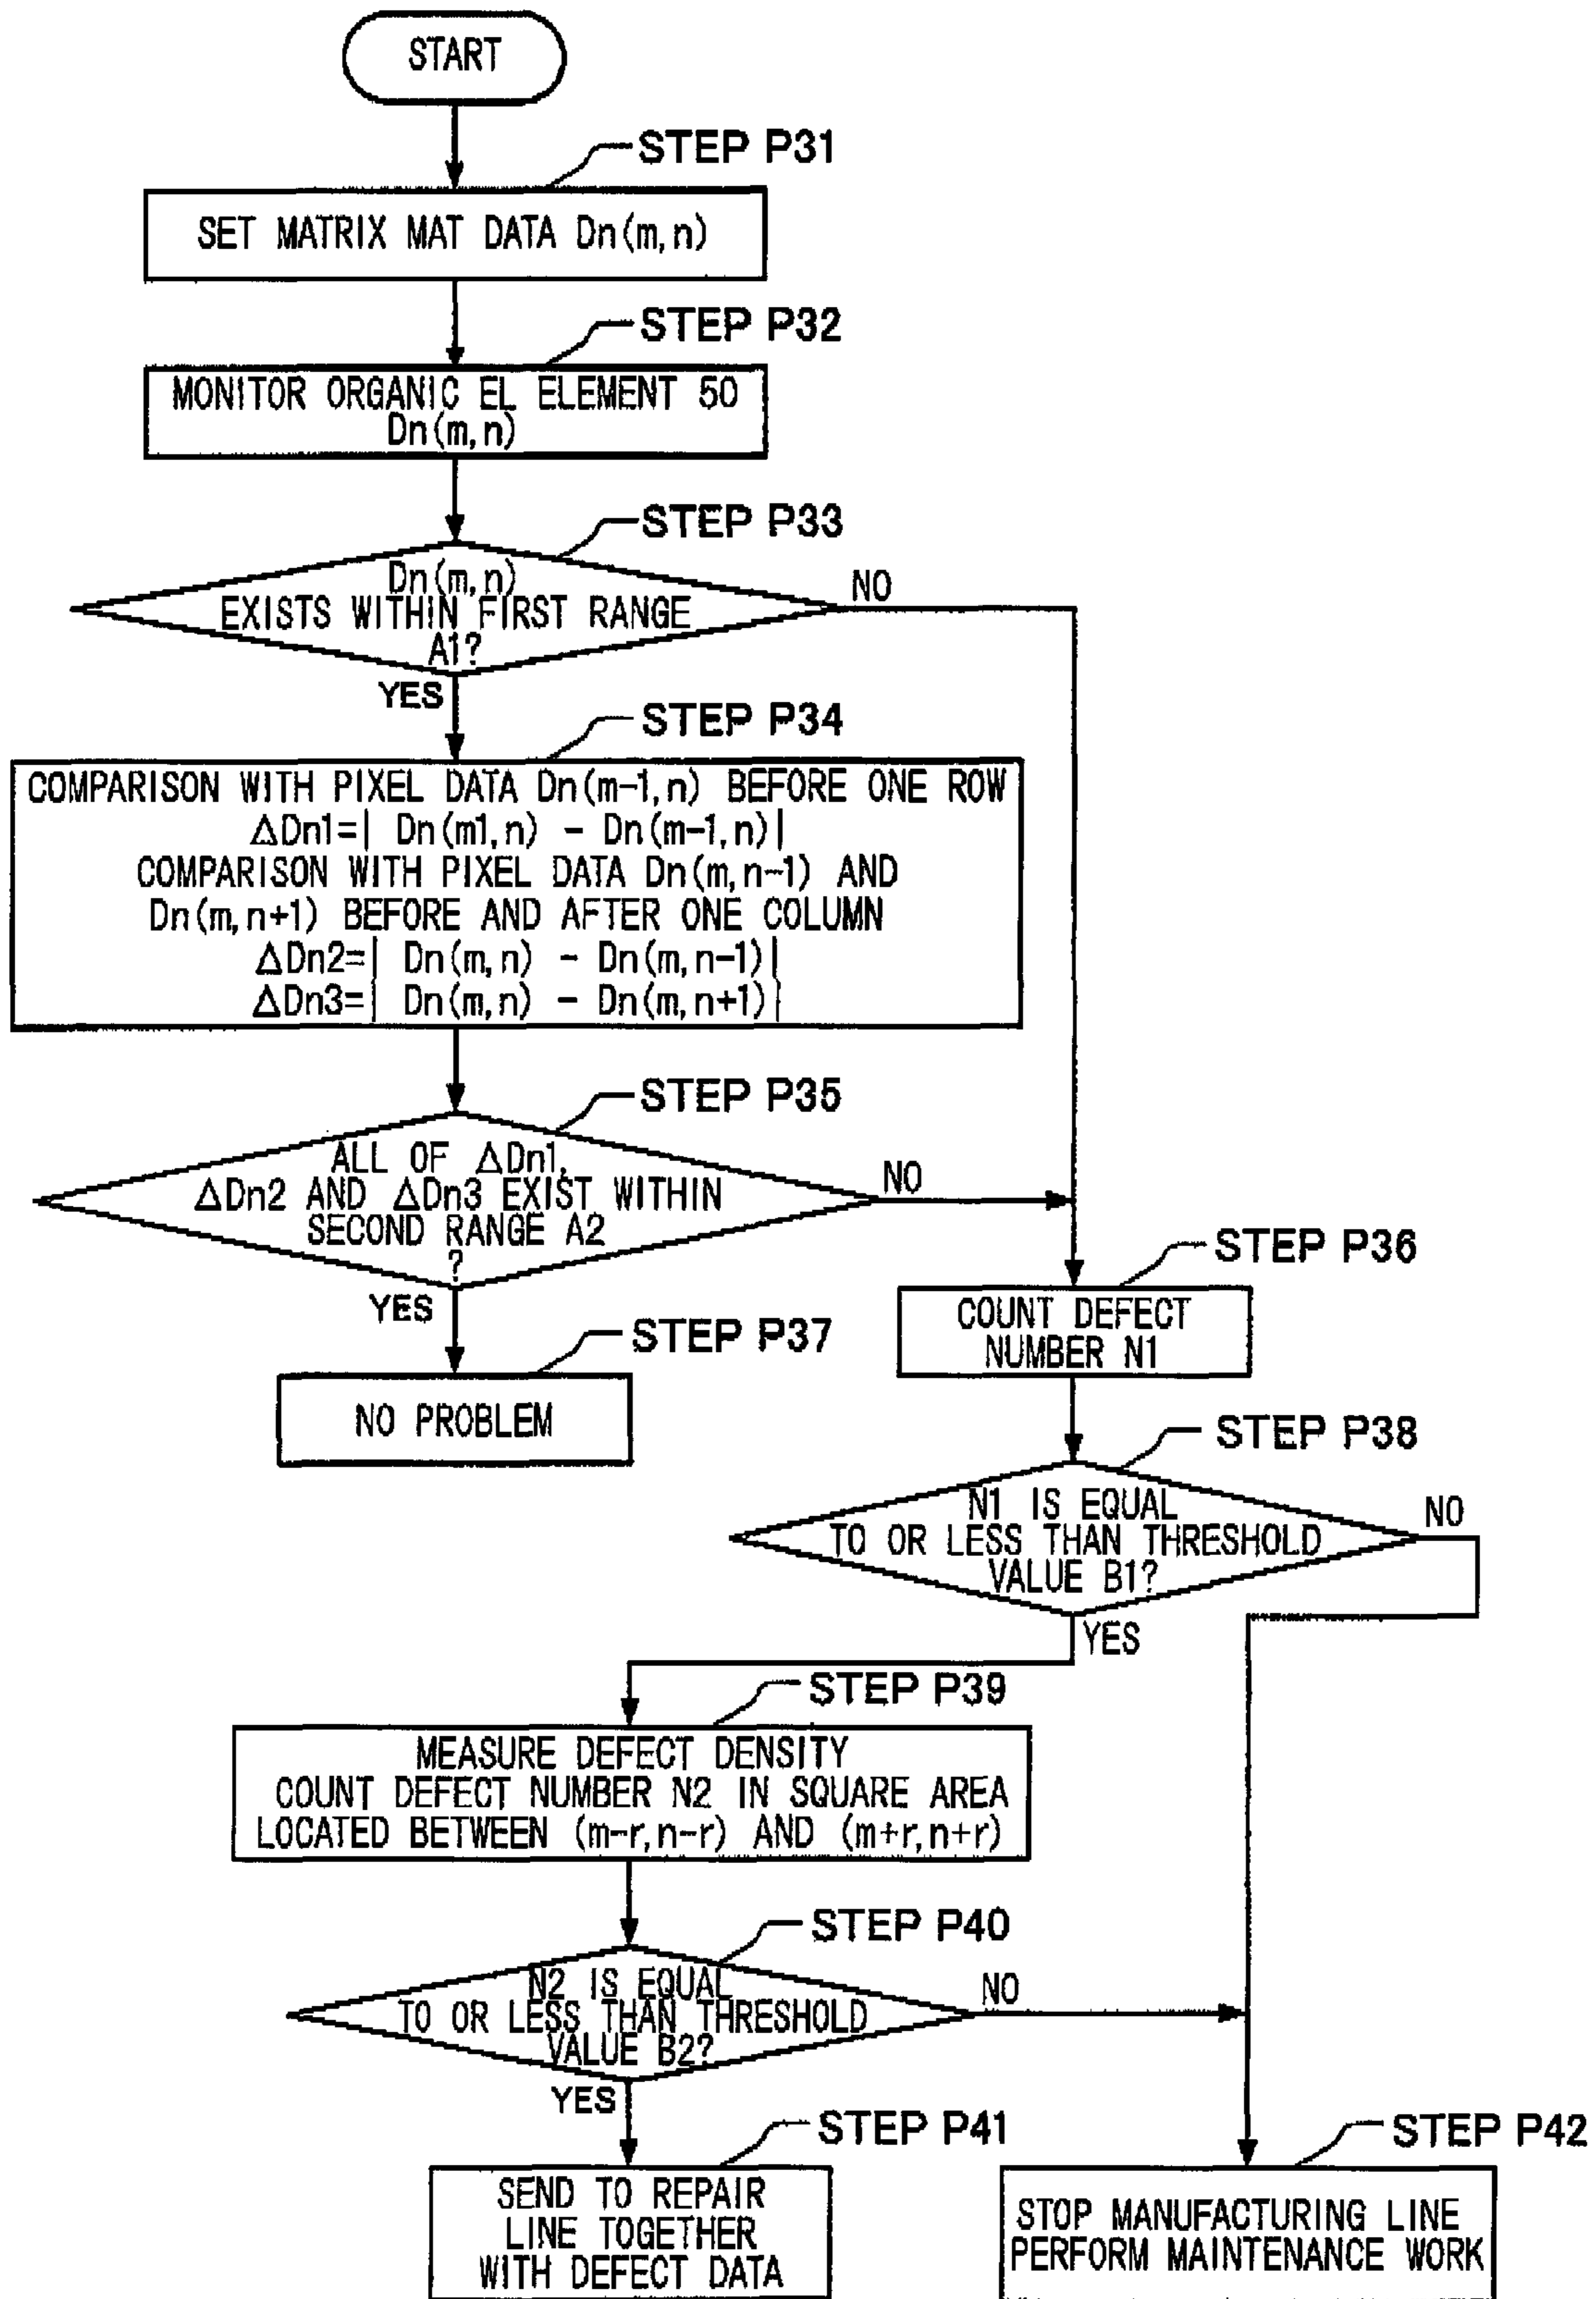 START
STEP P31
SET MATRIX MAT DATA Dn(m,n)
STEP P32
MONITOR ORGANIC EL ELEMENT 50
Dn(m,n)
STEP P33
Dn(m,n)
EXISTS WITHIN FIRST RANGE
A1?
NO
YES
STEP P34
COMPARISON WITH PIXEL DATA Dn(m-1,n) BEFORE ONE ROW
ΔDn1=| Dn(m1,n) - Dn(m-1,n)|
COMPARISON WITH PIXEL DATA Dn(m,n-1) AND
Dn(m,n+1) BEFORE AND AFTER ONE COLUMN
ΔDn2=| Dn(m,n) - Dn(m,n-1)|
ΔDn3=| Dn(m,n) - Dn(m,n+1)|
STEP P35
ALL OF ΔDn1,
ΔDn2 AND ΔDn3 EXIST WITHIN
SECOND RANGE A2
?
NO
YES
STEP P36
COUNT DEFECT
NUMBER N1
STEP P37
NO PROBLEM
STEP P38
N1 IS EQUAL
TO OR LESS THAN THRESHOLD
VALUE B1?
NO
YES
STEP P39
MEASURE DEFECT DENSITY
COUNT DEFECT NUMBER N2 IN SQUARE AREA
LOCATED BETWEEN (m-r,n-r) AND (m+r,n+r)
STEP P40
N2 IS EQUAL
TO OR LESS THAN THRESHOLD
VALUE B2?
NO
YES
STEP P41
SEND TO REPAIR
LINE TOGETHER
WITH DEFECT DATA
STEP P42
STOP MANUFACTURING LINE
PERFORM MAINTENANCE WORK